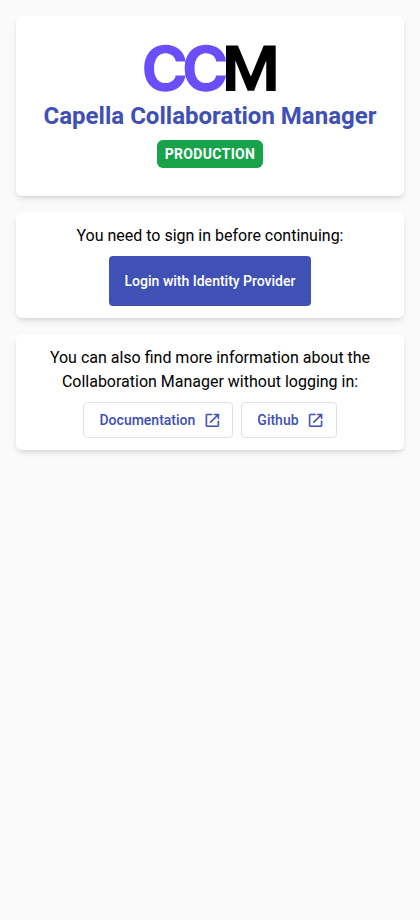 CCM
Capella Collaboration Manager
PRODUCTION
You need to sign in before continuing:
Login with Identity Provider
You can also find more information about the
Collaboration Manager without logging in:
Documentation
Github